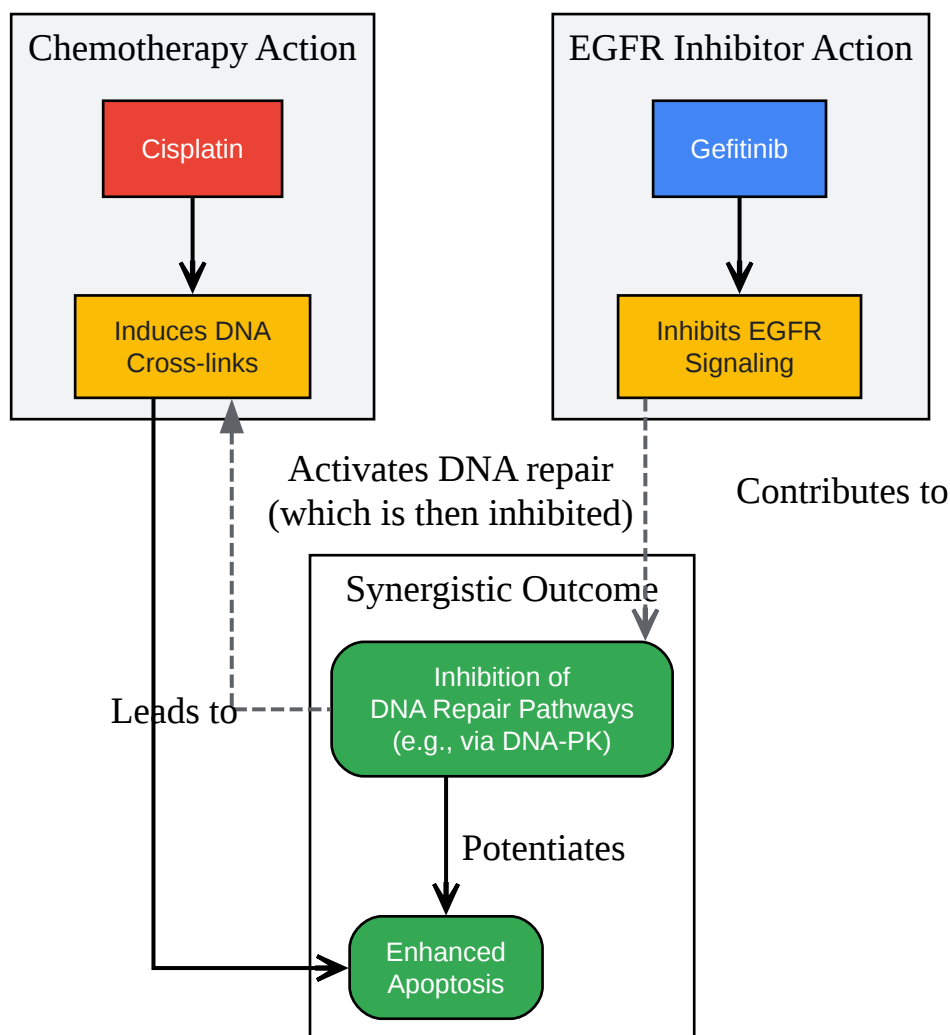 Chemotherapy Action
EGFR Inhibitor Action
Cisplatin
Gefitinib
Induces DNA
Cross-links
Inhibits EGFR
Signaling
Activates DNA repair
(which is then inhibited)
Contributes to
Synergistic Outcome
Inhibition of
DNA Repair Pathways
(e.g., via DNA-PK)
Leads to
Potentiates
Enhanced
Apoptosis